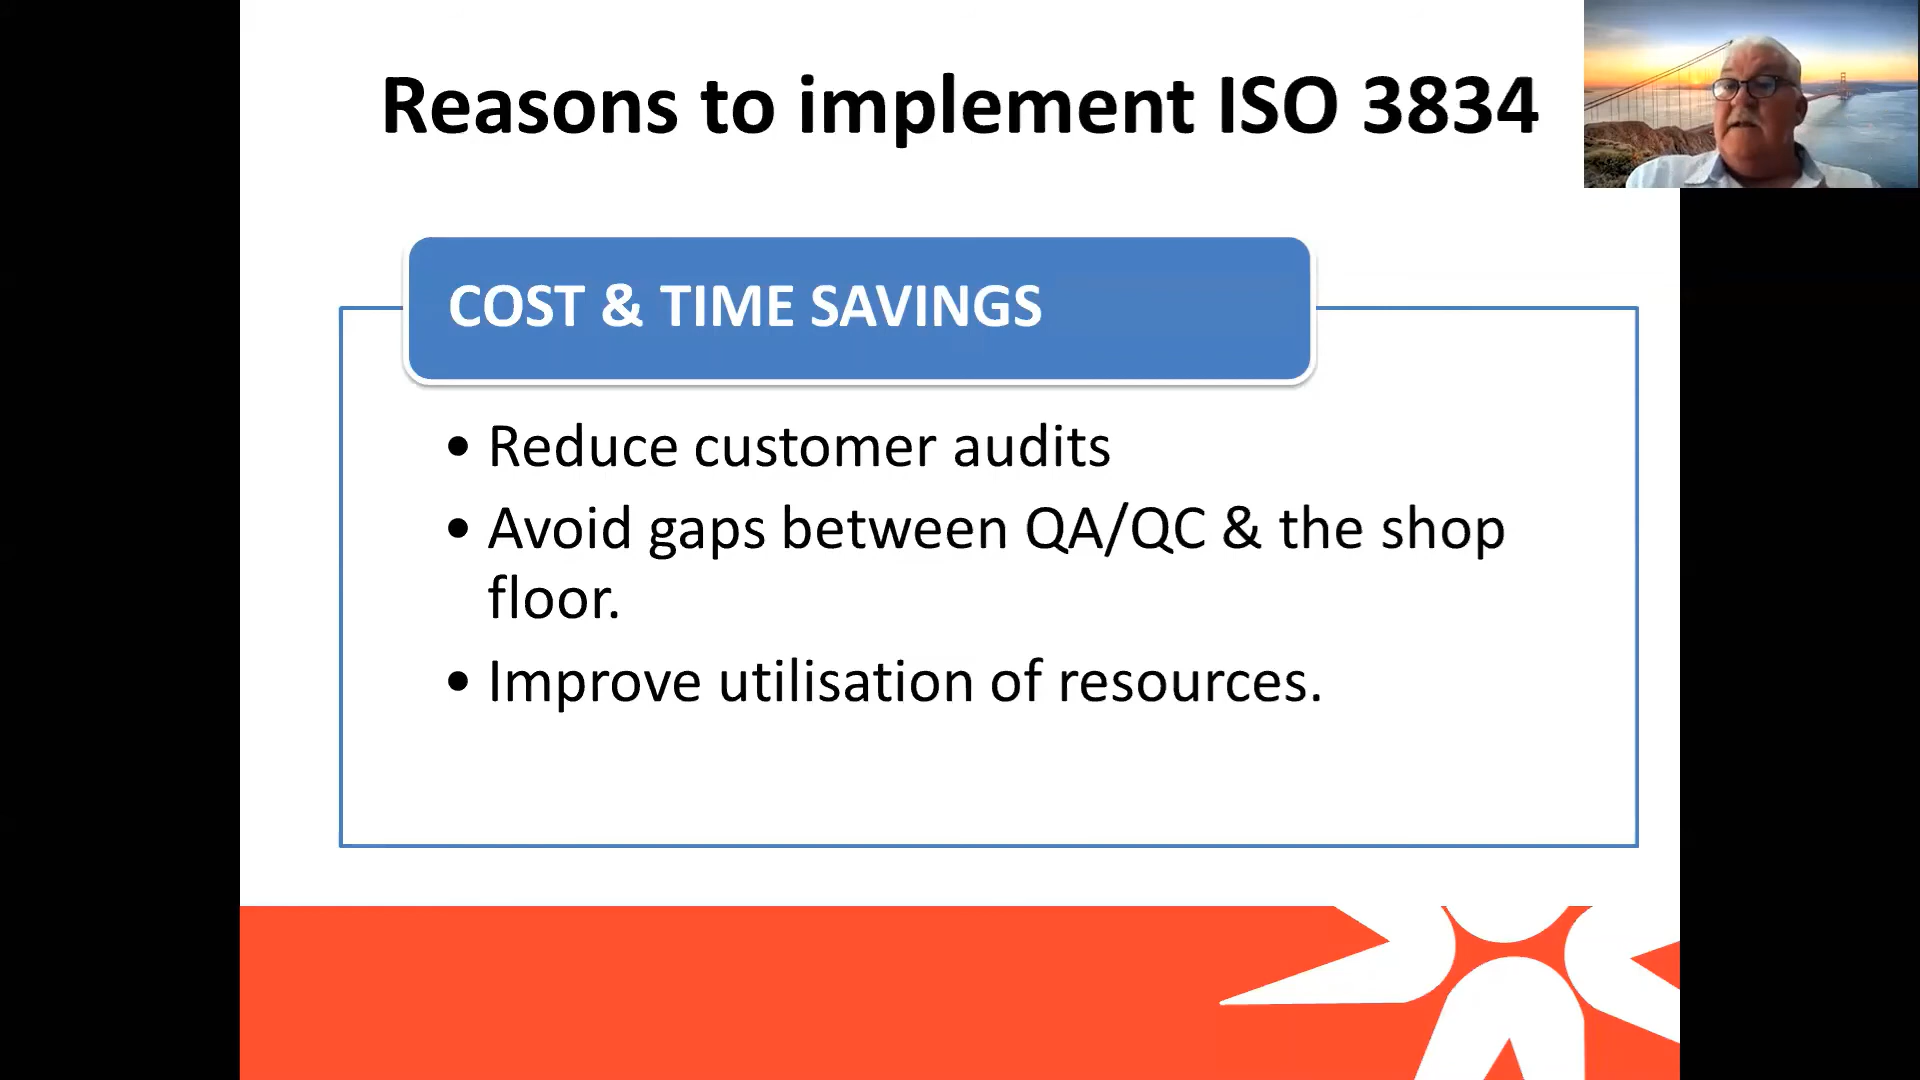 Reasons to implement ISO 3834
COST & TIME SAVINGS
• Reduce customer audits
• Avoid gaps between QA/QC & the shop
floor.
• Improve utilisation of resources.